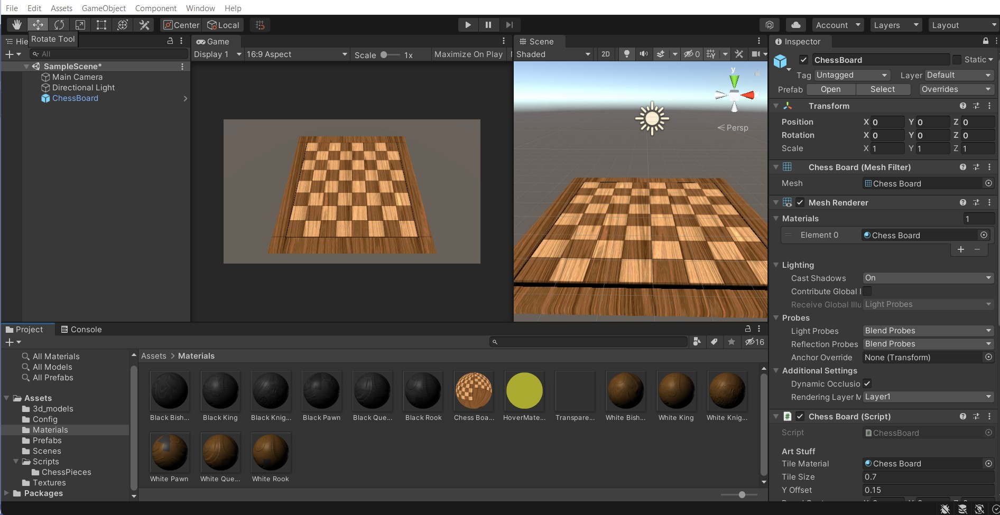 File Edit Assets GameObject Component Window Help
Center Local Account Layers Layout
Rotate Tool
All
SampleScene*
Main Camera
Directional Light
ChessBoard
Game
Display 1 16:9 Aspect Scale 1x Maximize On Play
Scene
Shaded 2D 0
y
Persp
Inspector
ChessBoard Static
Tag Untagged Layer Default
Prefab Open Select Overrides
Transform
Position X 0 Y 0 Z 0
Rotation X 0 Y 0 Z 0
Scale X 1 Y 1 Z 1
Chess Board (Mesh Filter)
Mesh Chess Board
Mesh Renderer
Materials 1
Element 0 Chess Board
Lighting
Cast Shadows On
Contribute Global I
Receive Global Illu Light Probes
Probes
Light Probes Blend Probes
Reflection Probes Blend Probes
Anchor Override None (Transform)
Additional Settings
Dynamic Occlusio
Rendering Layer M Layer1
Chess Board (Script)
Script ChessBoard
Art Stuff
Tile Material Chess Board
Tile Size 0.7
Y Offset 0.15
Project Console
16
All Materials
All Models
All Prefabs
Assets
3d_models
Config
Materials
Prefabs
Scenes
Scripts
ChessPieces
Textures
Packages
Assets > Materials
Black Bish... Black King Black Knig... Black Pawn Black Que... Black Rook Chess Boa... HoverMate... Transpare... White Bish... White King White Knig...
White Pawn White Que... White Rook